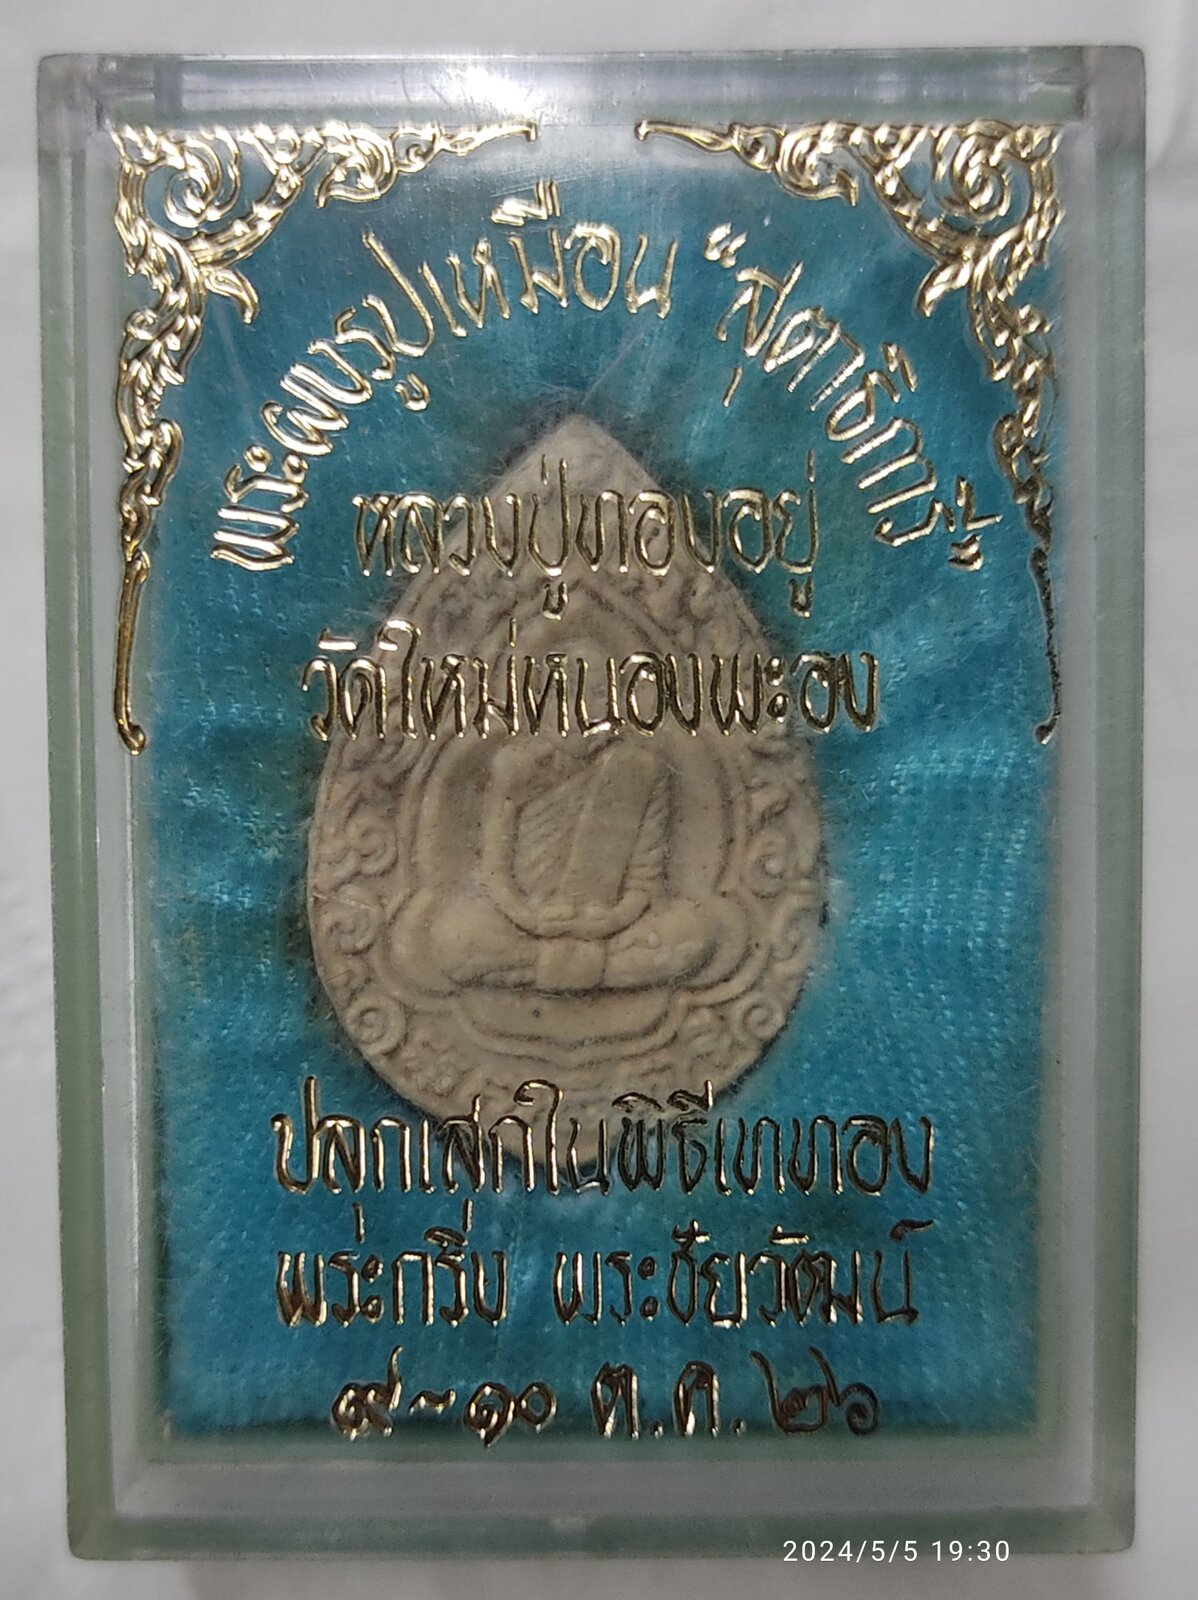 พระผงรูปเหมือน "สุตาธิการี"
หลวงปู่ทองอยู่
วัดใหม่หนองพะอง
ปลุกเสกในพิธีเททอง
พระกริ่ง พระชัยวัฒน์
๙~๑๐ ต.ค. ๒๖
2024/5/5 19:30